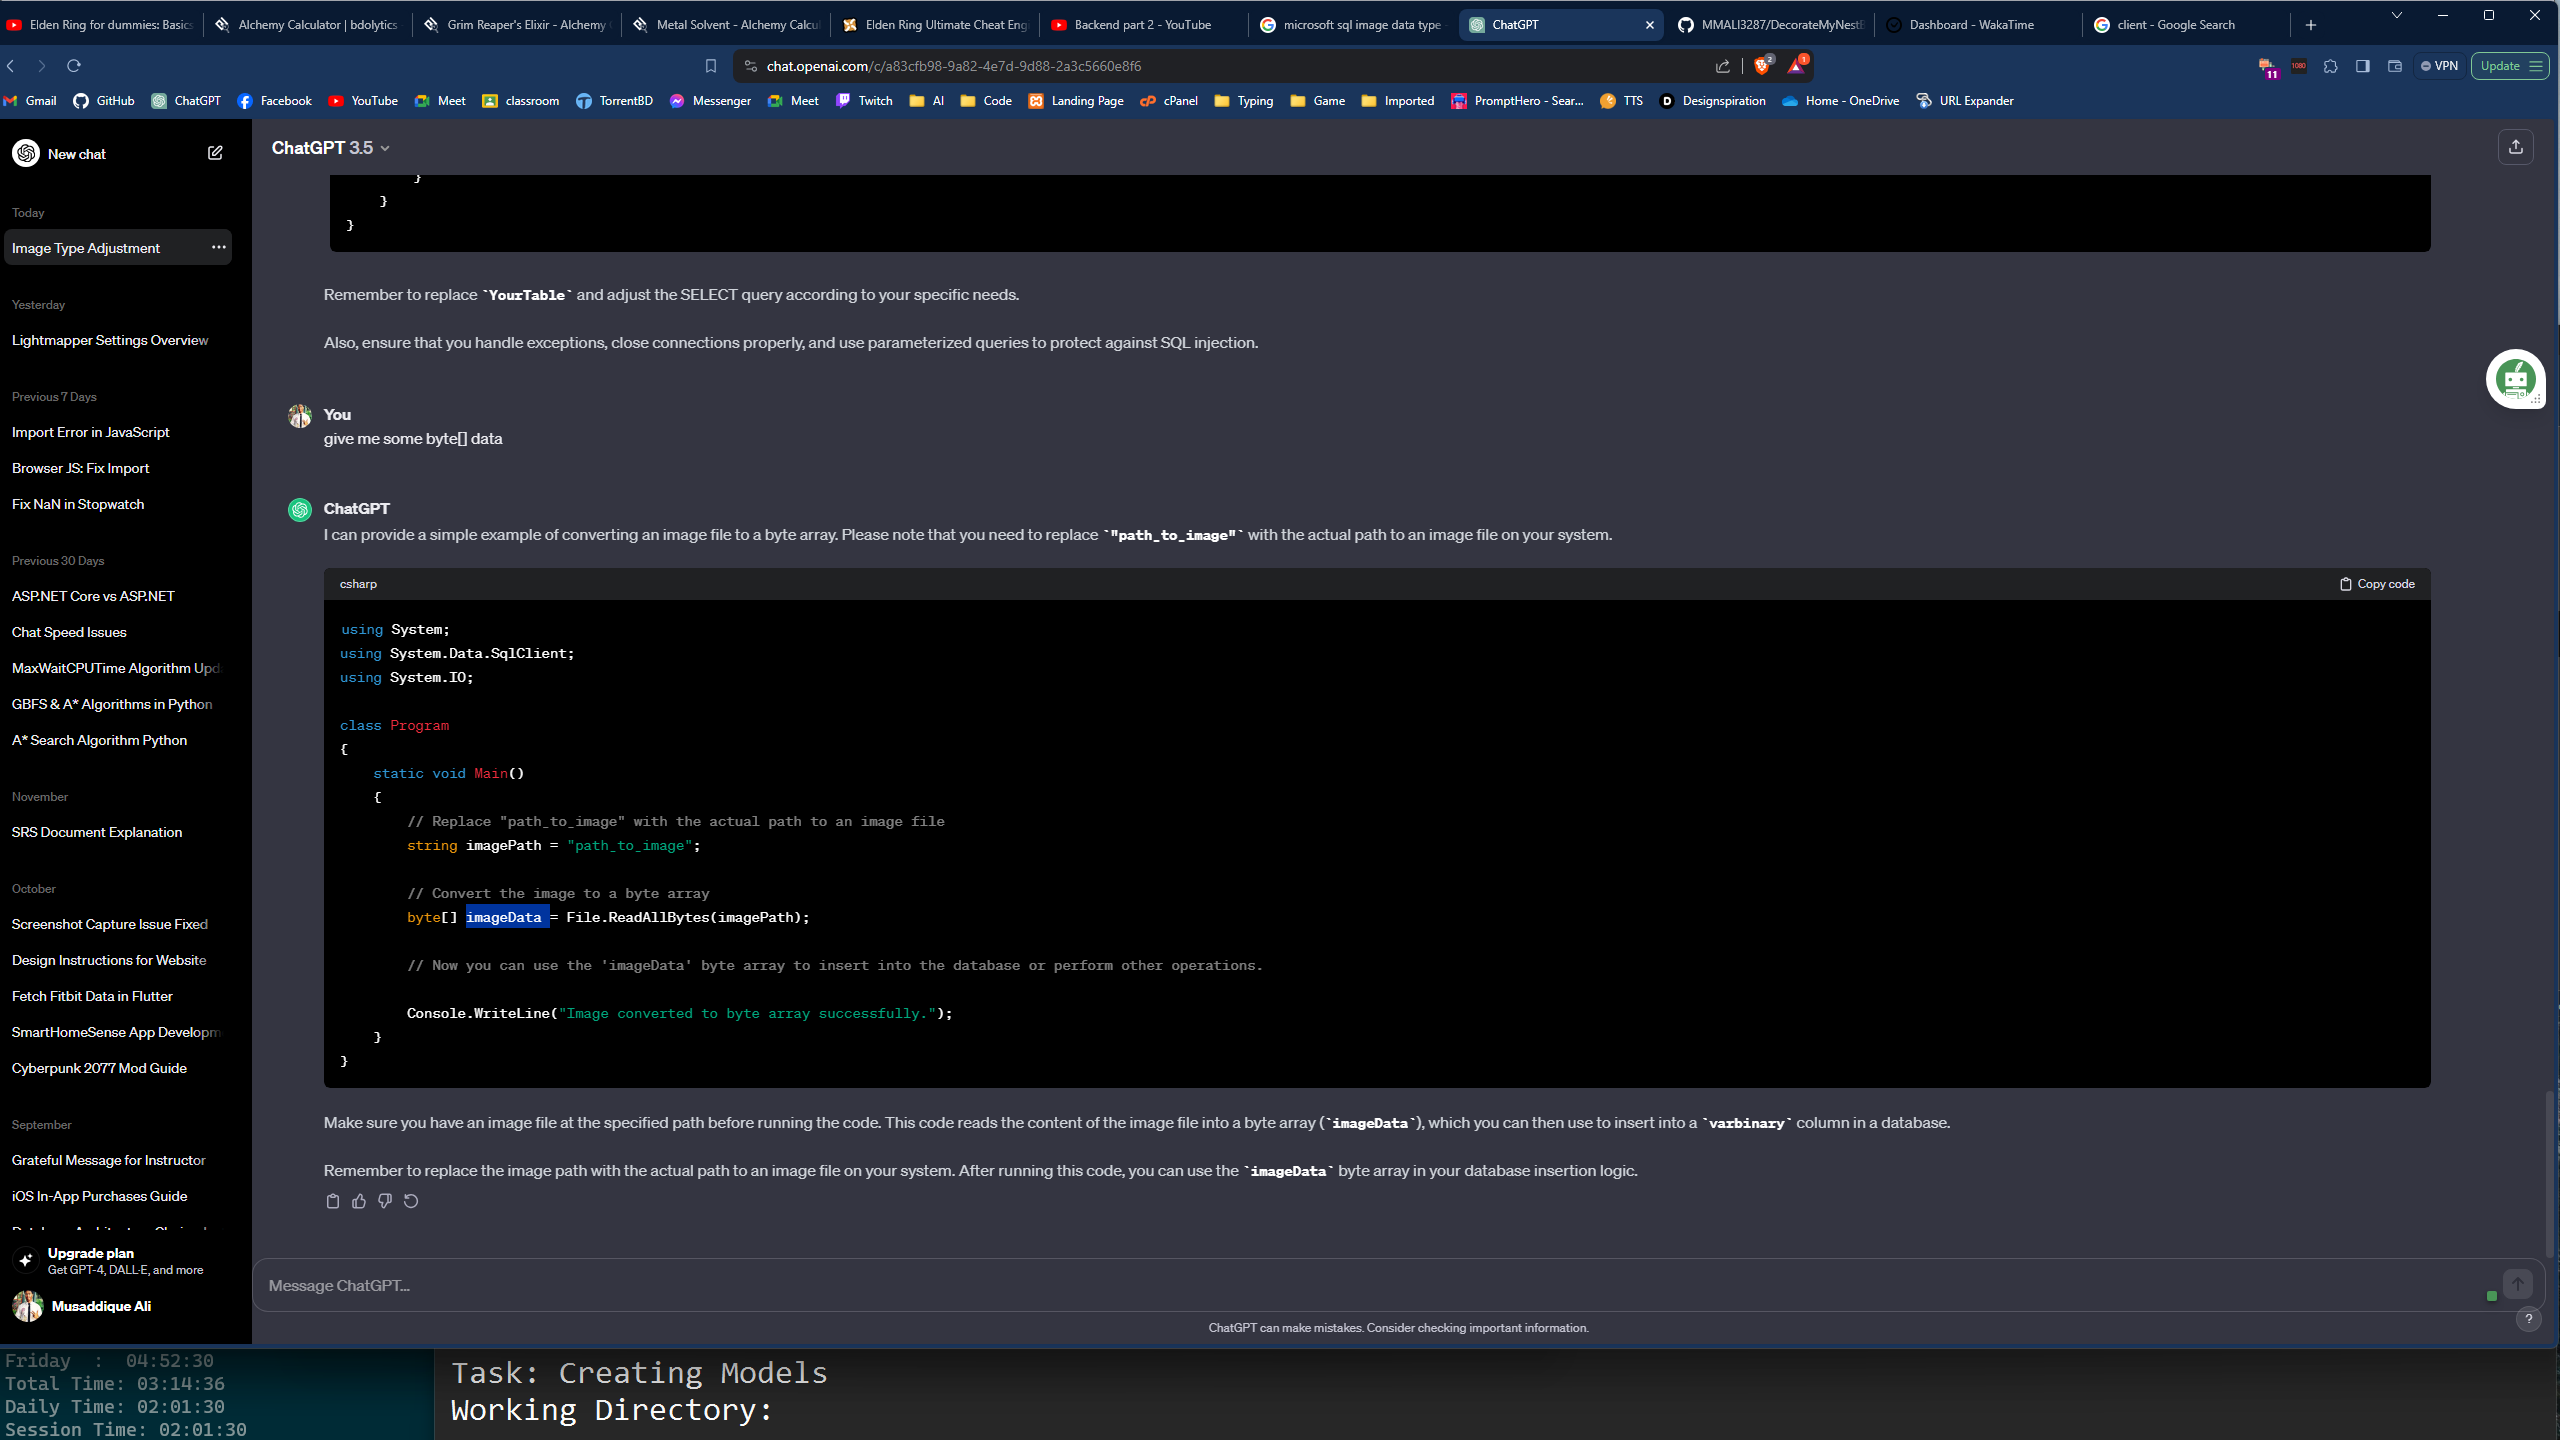 Elden Ring for dummies: Basics
Alchemy Calculator | bdolytics
Grim Reaper's Elixir - Alchemy
Metal Solvent - Alchemy Calcu
Elden Ring Ultimate Cheat Eng
Backend part 2 - YouTube
microsoft sql image data type
ChatGPT
MMALI3287/DecorateMyNest
Dashboard - WakaTime
client - Google Search
chat.openai.com/c/a83cfb98-9a82-4e7d-9d88-2a3c5660e8f6
2
1
11
1080
VPN
Update
Gmail
GitHub
ChatGPT
Facebook
YouTube
Meet
classroom
TorrentBD
Messenger
Meet
Twitch
AI
Code
Landing Page
cPanel
Typing
Game
Imported
PromptHero - Sear...
TTS
Designspiration
Home - OneDrive
URL Expander
New chat
Today
Image Type Adjustment
Yesterday
Lightmapper Settings Overview
Previous 7 Days
Import Error in JavaScript
Browser JS: Fix Import
Fix NaN in Stopwatch
Previous 30 Days
ASP.NET Core vs ASP.NET
Chat Speed Issues
MaxWaitCPUTime Algorithm Upd
GBFS & A* Algorithms in Python
A* Search Algorithm Python
November
SRS Document Explanation
October
Screenshot Capture Issue Fixed
Design Instructions for Website
Fetch Fitbit Data in Flutter
SmartHomeSense App Developm
Cyberpunk 2077 Mod Guide
September
Grateful Message for Instructor
iOS In-App Purchases Guide
Upgrade plan
Get GPT-4, DALL·E, and more
Musaddique Ali
ChatGPT 3.5
}
}
}
Remember to replace `YourTable` and adjust the SELECT query according to your specific needs.
Also, ensure that you handle exceptions, close connections properly, and use parameterized queries to protect against SQL injection.
You
give me some byte[] data
ChatGPT
I can provide a simple example of converting an image file to a byte array. Please note that you need to replace `"path_to_image"` with the actual path to an image file on your system.
csharp
Copy code
using System;
using System.Data.SqlClient;
using System.IO;
class Program
{
static void Main()
{
// Replace "path_to_image" with the actual path to an image file
string imagePath = "path_to_image";
// Convert the image to a byte array
byte[] imageData = File.ReadAllBytes(imagePath);
// Now you can use the 'imageData' byte array to insert into the database or perform other operations.
Console.WriteLine("Image converted to byte array successfully.");
}
}
Make sure you have an image file at the specified path before running the code. This code reads the content of the image file into a byte array (`imageData`), which you can then use to insert into a `varbinary` column in a database.
Remember to replace the image path with the actual path to an image file on your system. After running this code, you can use the `imageData` byte array in your database insertion logic.
Message ChatGPT...
ChatGPT can make mistakes. Consider checking important information.
?
Friday : 04:52:30
Total Time: 03:14:36
Daily Time: 02:01:30
Session Time: 02:01:30
Task: Creating Models
Working Directory: